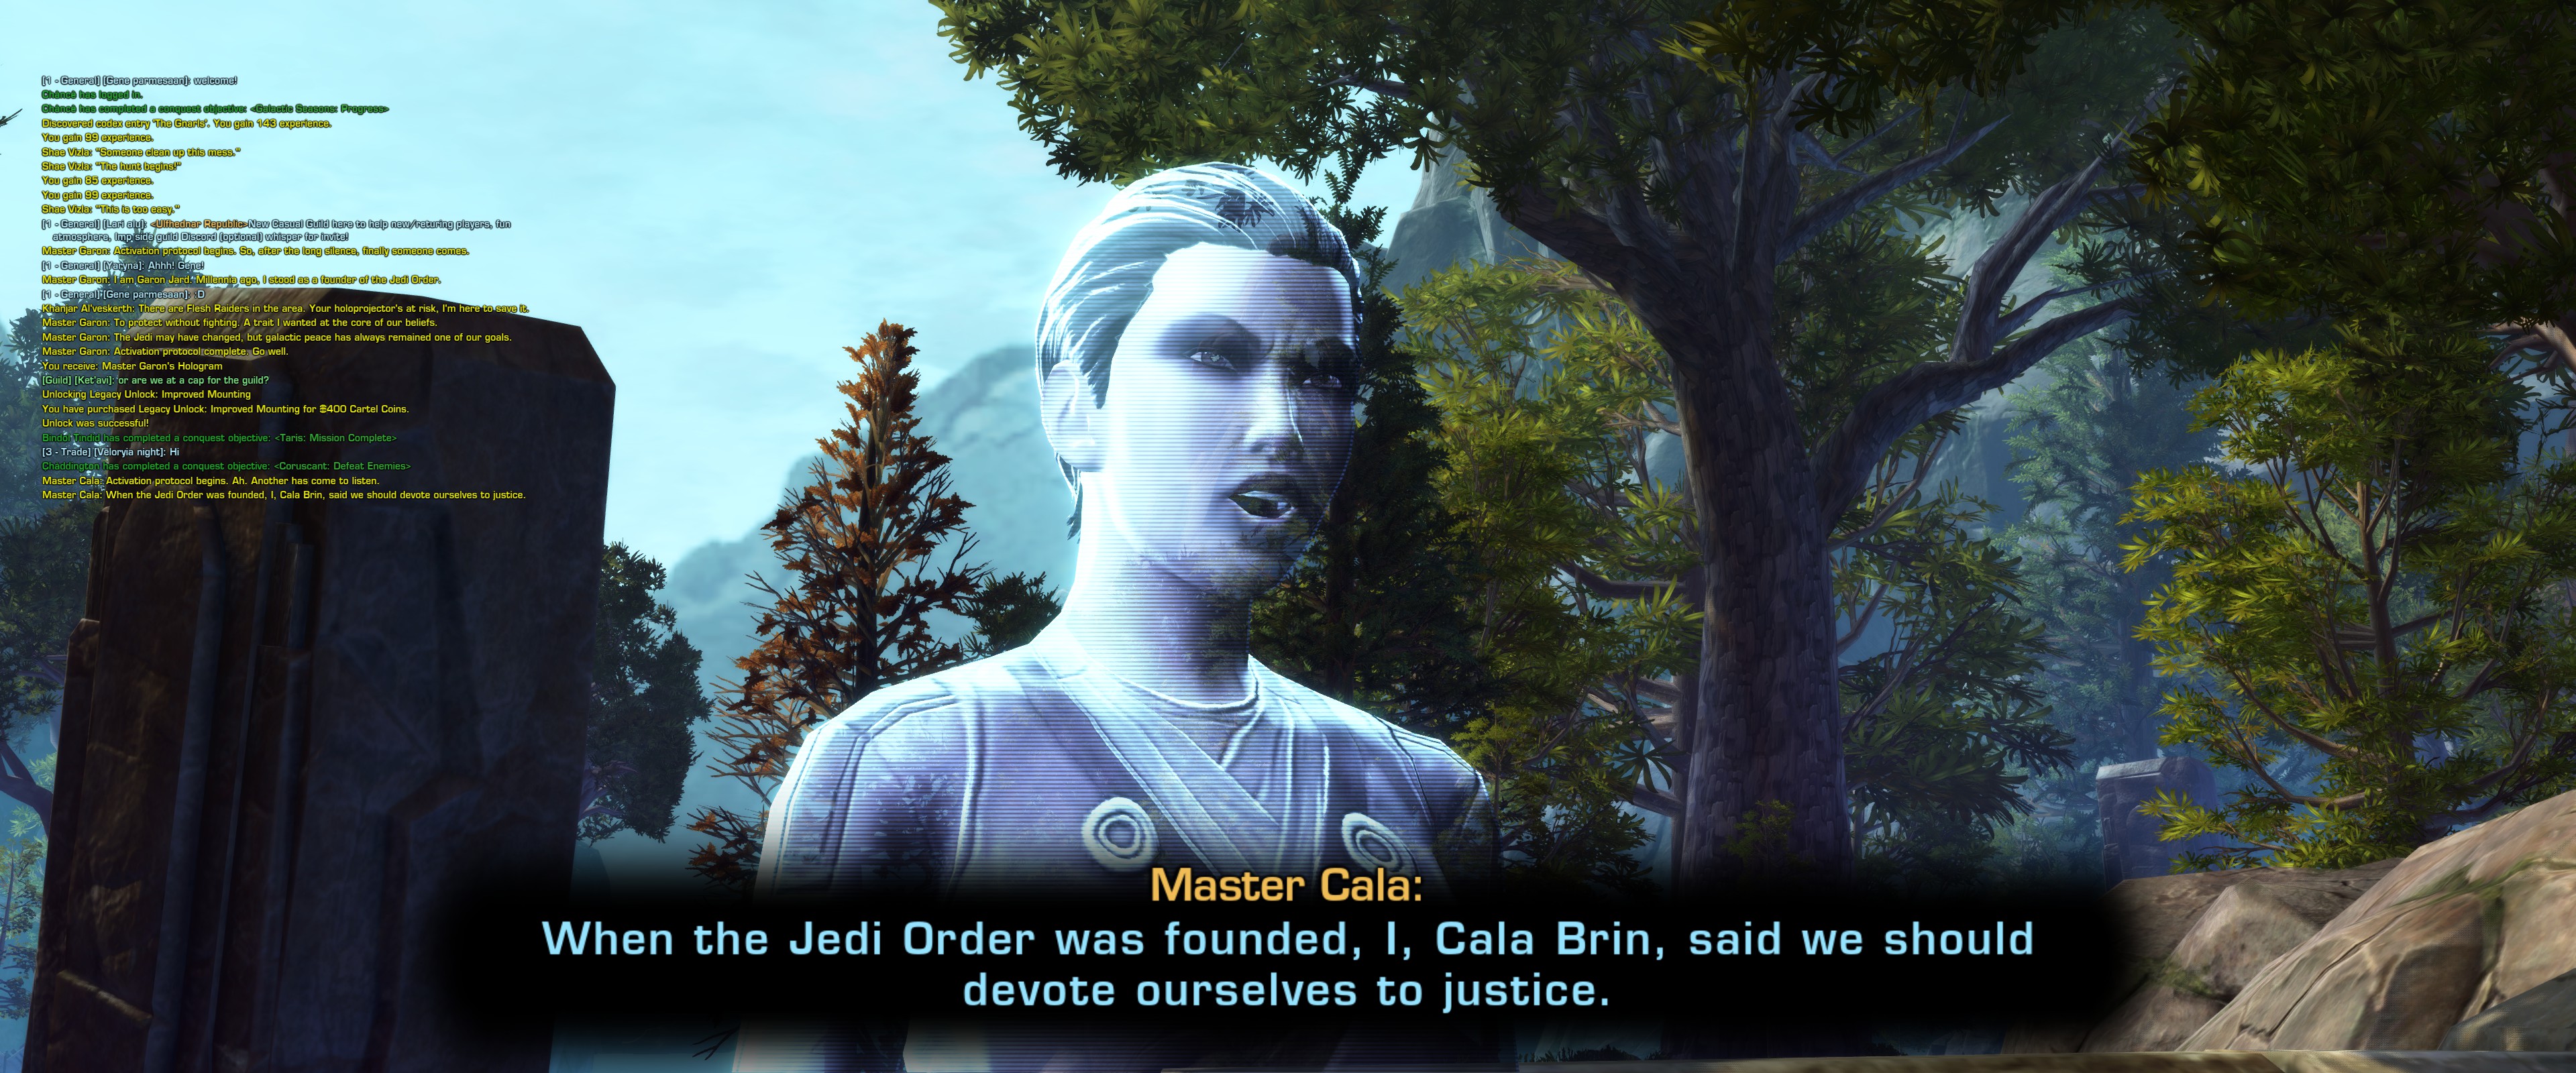 [1 - General] [Gene parmesaan]: welcome!
Cháncè has logged in.
Cháncè has completed a conquest objective: <Galactic Seasons: Progress>
Discovered codex entry 'The Gnarls'. You gain 143 experience.
You gain 99 experience.
Shae Vizla: "Someone clean up this mess."
Shae Vizla: "The hunt begins!"
You gain 85 experience.
You gain 99 experience.
Shae Vizla: "This is too easy."
[1 - General] [Lari alu]: <Ulfhednar Republic>New Casual Guild here to help new/returing players, fun
atmosphere, Imp side guild Discord (optional) whisper for invite!
Master Garon: Activation protocol begins. So, after the long silence, finally someone comes.
[1 - General] [Yacyna]: Ahhh! Gene!
Master Garon: I am Garon Jard. Millennia ago, I stood as a founder of the Jedi Order.
[1 - General] [Gene parmesaan]: :D
Khanjar Al'veskerth: There are Flesh Raiders in the area. Your holoprojector's at risk, I'm here to save it.
Master Garon: To protect without fighting. A trait I wanted at the core of our beliefs.
Master Garon: The Jedi may have changed, but galactic peace has always remained one of our goals.
Master Garon: Activation protocol complete. Go well.
You receive: Master Garon's Hologram
[Guild] [Ket'avi]: or are we at a cap for the guild?
Unlocking Legacy Unlock: Improved Mounting
You have purchased Legacy Unlock: Improved Mounting for 400 Cartel Coins.
Unlock was successful!
Bindo Tindid has completed a conquest objective: <Taris: Mission Complete>
[3 - Trade] [Veloryia night]: Hi
Chaddington has completed a conquest objective: <Coruscant: Defeat Enemies>
Master Cala: Activation protocol begins. Ah. Another has come to listen.
Master Cala: When the Jedi Order was founded, I, Cala Brin, said we should devote ourselves to justice.
Master Cala:
When the Jedi Order was founded, I, Cala Brin, said we should
devote ourselves to justice.